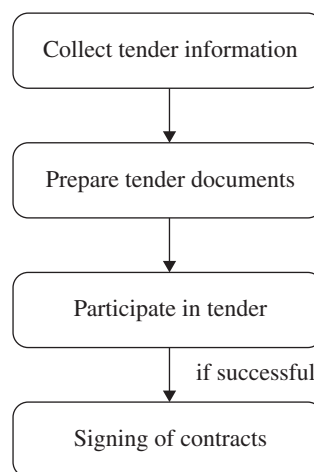 Collect tender information
Prepare tender documents
Participate in tender
if successful
Signing of contracts